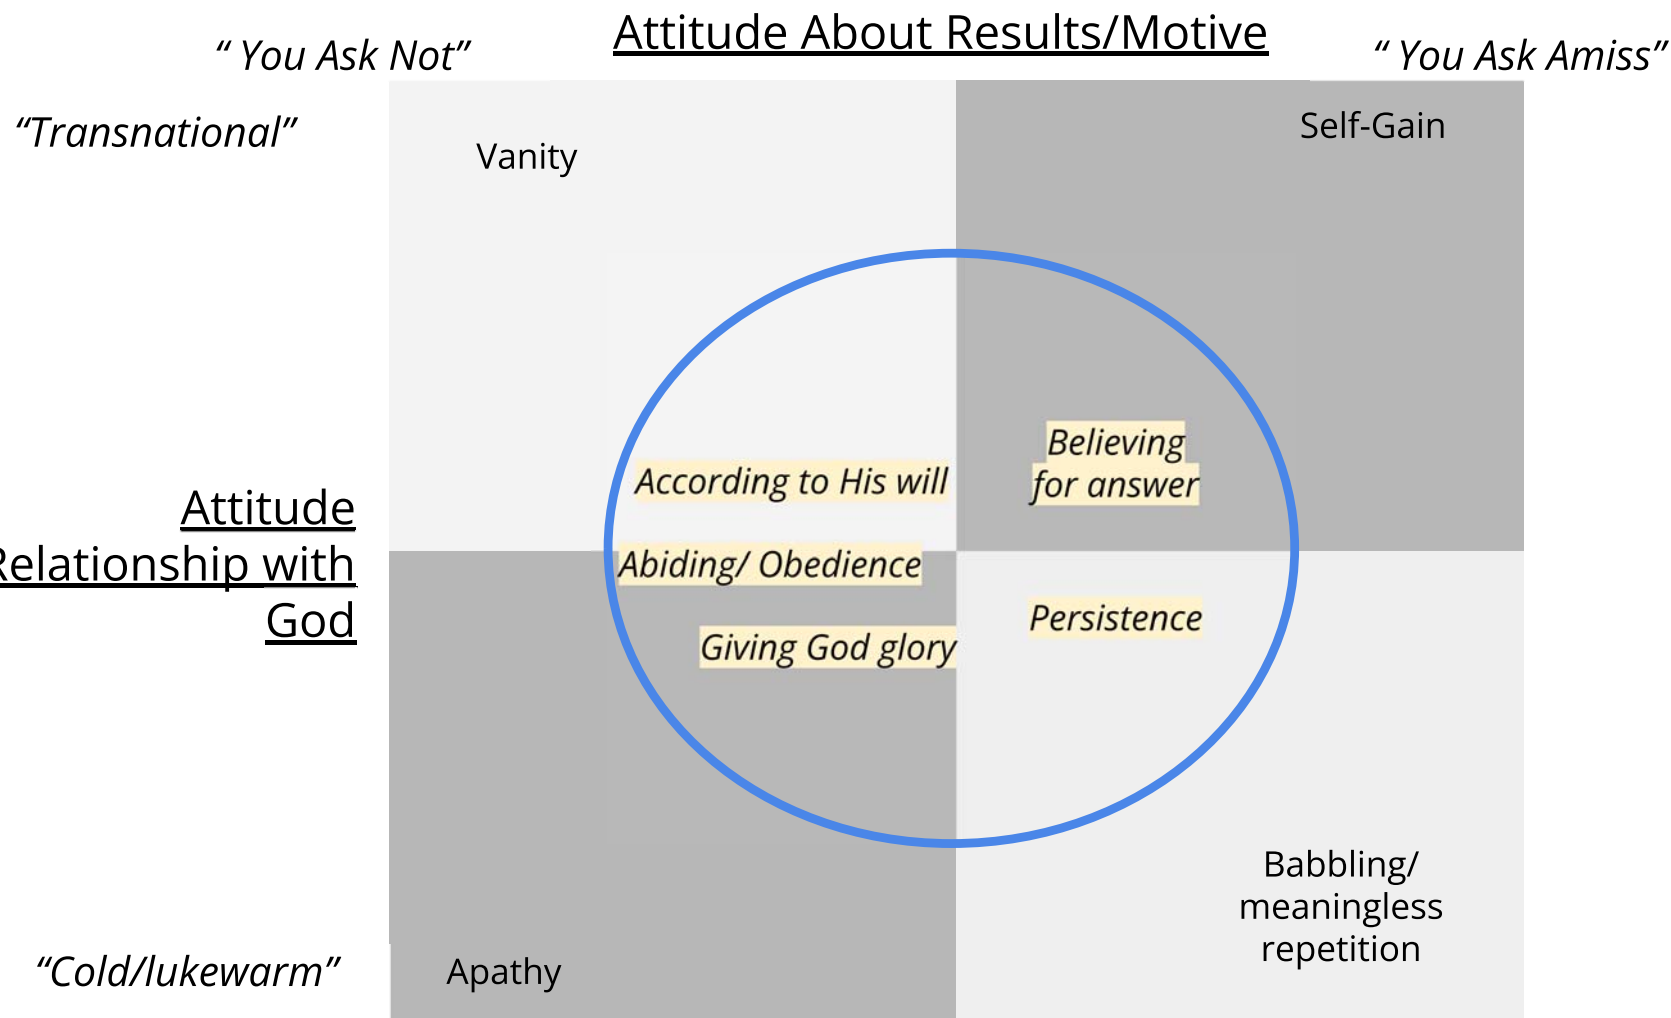 Attitude About Results/Motive
“ You Ask Not”
“ You Ask Amiss”
“Transnational”
Vanity
Self-Gain
Believing
for answer
According to His will
Attitude
Relationship with
God
Abiding/ Obedience
Persistence
Giving God glory
Babbling/
meaningless
repetition
“Cold/lukewarm”
Apathy